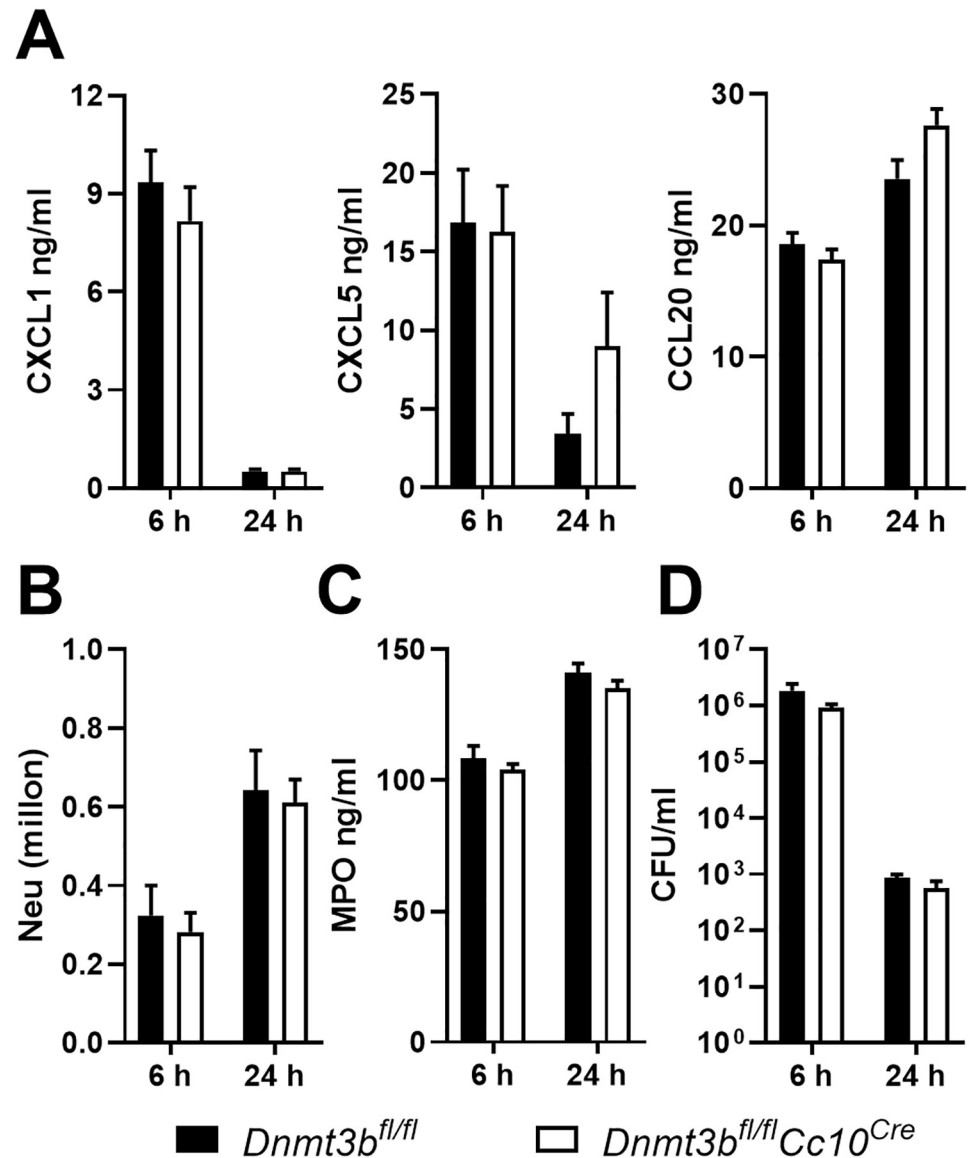 A
CXCL1 ng/ml
12
9
6
3
0
6 h 24 h
CXCL5 ng/ml
25
20
15
10
5
0
6 h 24 h
CCL20 ng/ml
30
20
10
0
6 h 24 h
B
Neu (millon)
1.0
0.8
0.6
0.4
0.2
0.0
6 h 24 h
C
MPO ng/ml
150
100
50
0
6 h 24 h
D
CFU/ml
10⁷
10⁶
10⁵
10⁴
10³
10²
10¹
10⁰
6 h 24 h
Dnmt3b^fl/fl Dnmt3b^fl/fl Cc10^Cre